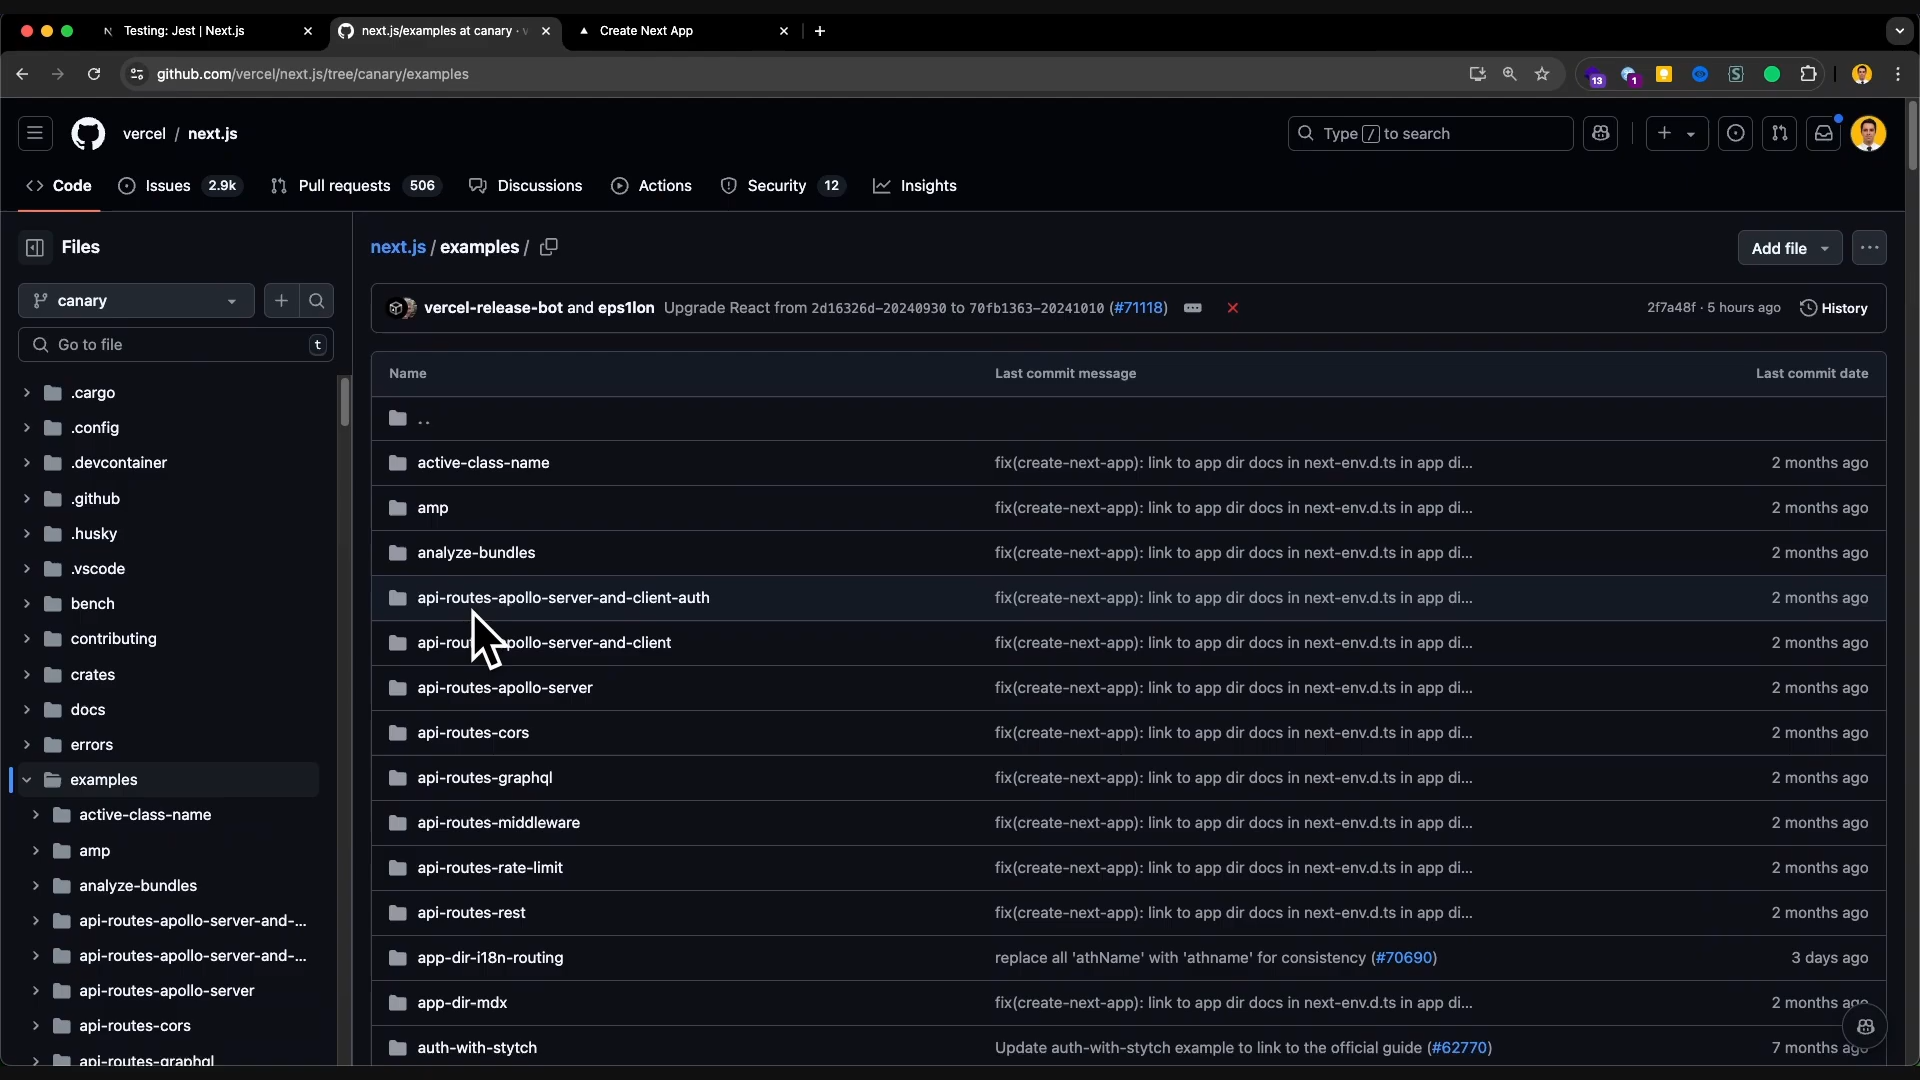 Testing: Jest | Next.js
next.js/examples at canary · v
Create Next App
github.com/vercel/next.js/tree/canary/examples
13
1
vercel / next.js
Type / to search
Code
Issues 2.9k
Pull requests 506
Discussions
Actions
Security 12
Insights
Files
canary
Go to file
t
.cargo
.config
.devcontainer
.github
.husky
.vscode
bench
contributing
crates
docs
errors
examples
active-class-name
amp
analyze-bundles
api-routes-apollo-server-and-...
api-routes-apollo-server-and-...
api-routes-apollo-server
api-routes-cors
api-routes-graphql
next.js / examples /
Add file
vercel-release-bot and eps1lon Upgrade React from 2d16326d-20240930 to 70fb1363-20241010 (#71118)
2f7a48f · 5 hours ago
History
Name Last commit message Last commit date
..
active-class-name fix(create-next-app): link to app dir docs in next-env.d.ts in app di... 2 months ago
amp fix(create-next-app): link to app dir docs in next-env.d.ts in app di... 2 months ago
analyze-bundles fix(create-next-app): link to app dir docs in next-env.d.ts in app di... 2 months ago
api-routes-apollo-server-and-client-auth fix(create-next-app): link to app dir docs in next-env.d.ts in app di... 2 months ago
api-routes-apollo-server-and-client fix(create-next-app): link to app dir docs in next-env.d.ts in app di... 2 months ago
api-routes-apollo-server fix(create-next-app): link to app dir docs in next-env.d.ts in app di... 2 months ago
api-routes-cors fix(create-next-app): link to app dir docs in next-env.d.ts in app di... 2 months ago
api-routes-graphql fix(create-next-app): link to app dir docs in next-env.d.ts in app di... 2 months ago
api-routes-middleware fix(create-next-app): link to app dir docs in next-env.d.ts in app di... 2 months ago
api-routes-rate-limit fix(create-next-app): link to app dir docs in next-env.d.ts in app di... 2 months ago
api-routes-rest fix(create-next-app): link to app dir docs in next-env.d.ts in app di... 2 months ago
app-dir-i18n-routing replace all 'athName' with 'athname' for consistency (#70690) 3 days ago
app-dir-mdx fix(create-next-app): link to app dir docs in next-env.d.ts in app di... 2 months ago
auth-with-stytch Update auth-with-stytch example to link to the official guide (#62770) 7 months ago